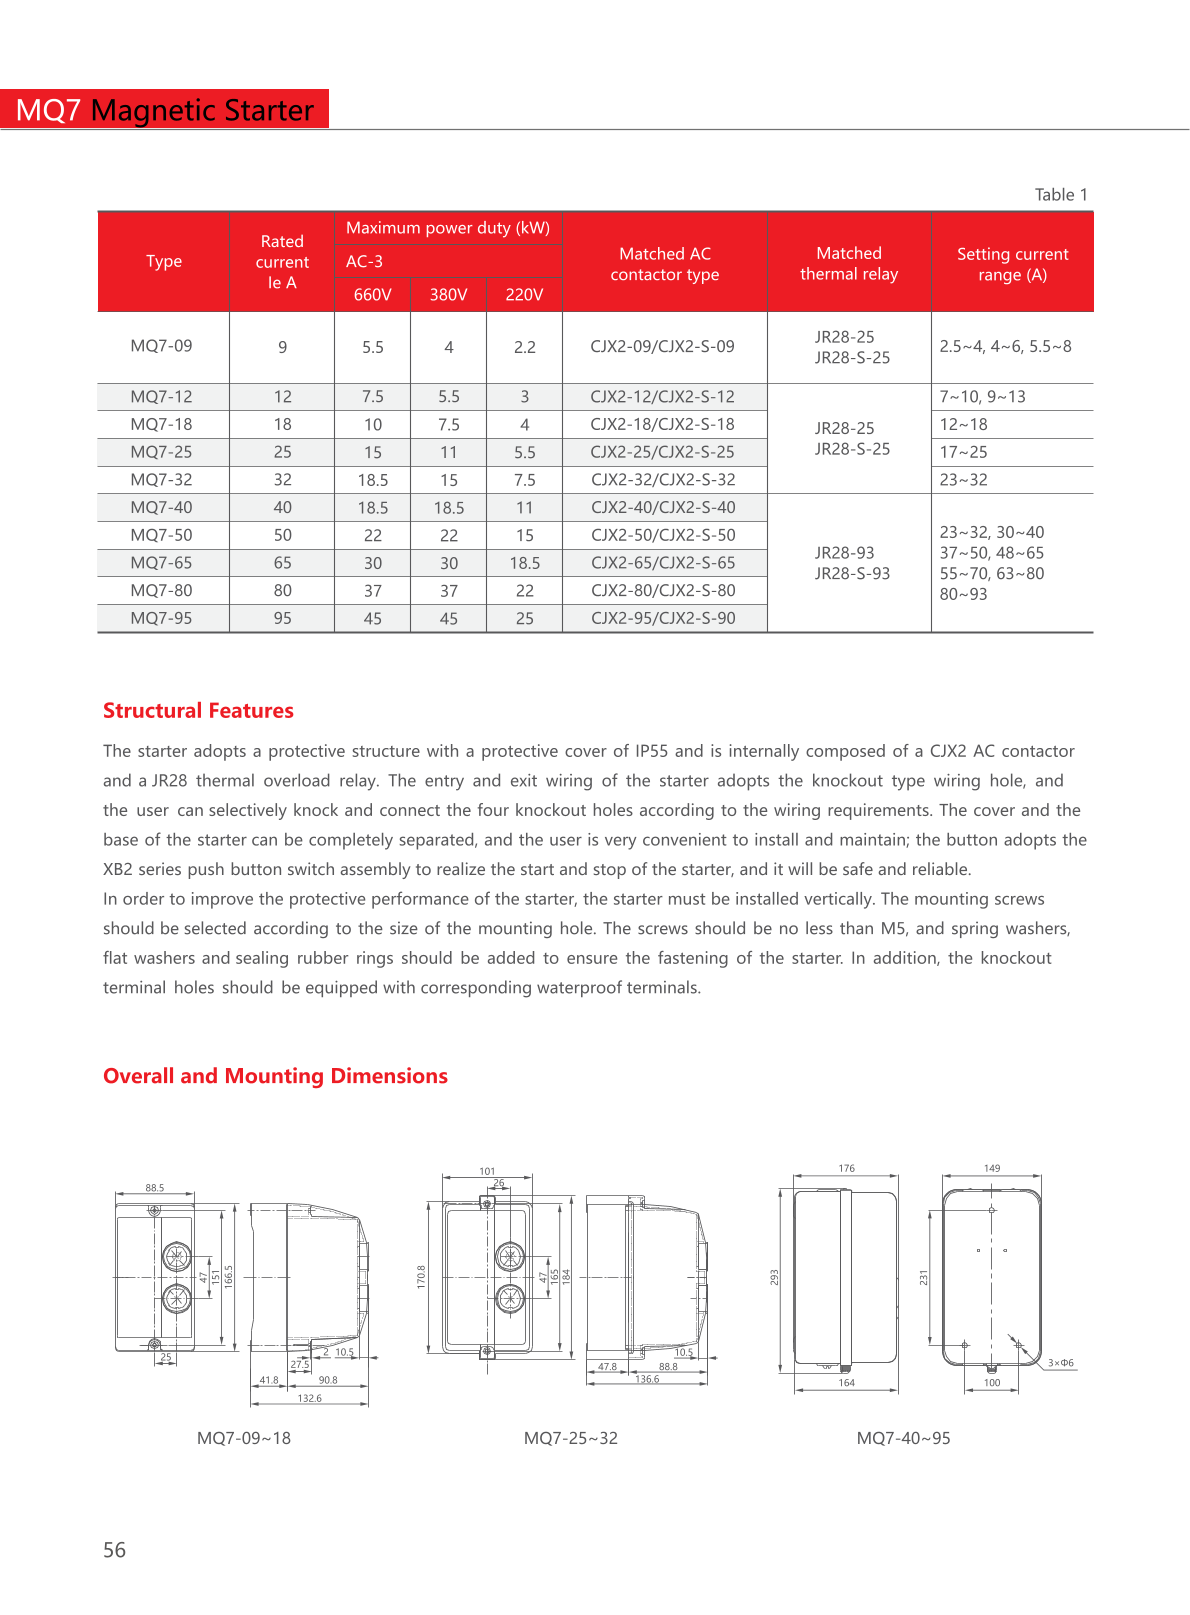 MQ7 Magnetic Starter
Table 1
Type
Rated
current
Ie A
Maximum power duty (kW)
AC-3
660V 380V 220V
Matched AC
contactor type
Matched
thermal relay
Setting current
range (A)
MQ7-09 9 5.5 4 2.2 CJX2-09/CJX2-S-09
JR28-25
JR28-S-25
2.5~4, 4~6, 5.5~8
MQ7-12 12 7.5 5.5 3 CJX2-12/CJX2-S-12 7~10, 9~13
MQ7-18 18 10 7.5 4 CJX2-18/CJX2-S-18 12~18
JR28-25
JR28-S-25
MQ7-25 25 15 11 5.5 CJX2-25/CJX2-S-25 17~25
MQ7-32 32 18.5 15 7.5 CJX2-32/CJX2-S-32 23~32
MQ7-40 40 18.5 18.5 11 CJX2-40/CJX2-S-40
MQ7-50 50 22 22 15 CJX2-50/CJX2-S-50
MQ7-65 65 30 30 18.5 CJX2-65/CJX2-S-65
MQ7-80 80 37 37 22 CJX2-80/CJX2-S-80
MQ7-95 95 45 45 25 CJX2-95/CJX2-S-90
JR28-93
JR28-S-93
23~32, 30~40
37~50, 48~65
55~70, 63~80
80~93
Structural Features
The starter adopts a protective structure with a protective cover of IP55 and is internally composed of a CJX2 AC contactor
and a JR28 thermal overload relay. The entry and exit wiring of the starter adopts the knockout type wiring hole, and
the user can selectively knock and connect the four knockout holes according to the wiring requirements. The cover and the
base of the starter can be completely separated, and the user is very convenient to install and maintain; the button adopts the
XB2 series push button switch assembly to realize the start and stop of the starter, and it will be safe and reliable.
In order to improve the protective performance of the starter, the starter must be installed vertically. The mounting screws
should be selected according to the size of the mounting hole. The screws should be no less than M5, and spring washers,
flat washers and sealing rubber rings should be added to ensure the fastening of the starter. In addition, the knockout
terminal holes should be equipped with corresponding waterproof terminals.
Overall and Mounting Dimensions
88.5
47
151
166.5
25
2 10.5
27.5
41.8 90.8
132.6
MQ7-09~18
101
26
170.8
47
165
184
10.5
47.8 88.8
136.6
MQ7-25~32
176
293
164
149
231
3×Φ6
100
MQ7-40~95
56